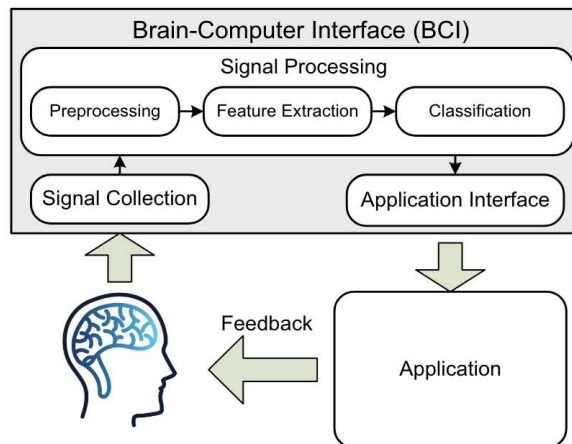 Brain-Computer Interface (BCI)
Signal Processing
Preprocessing
Feature Extraction
Classification
Signal Collection
Application Interface
Feedback
Application